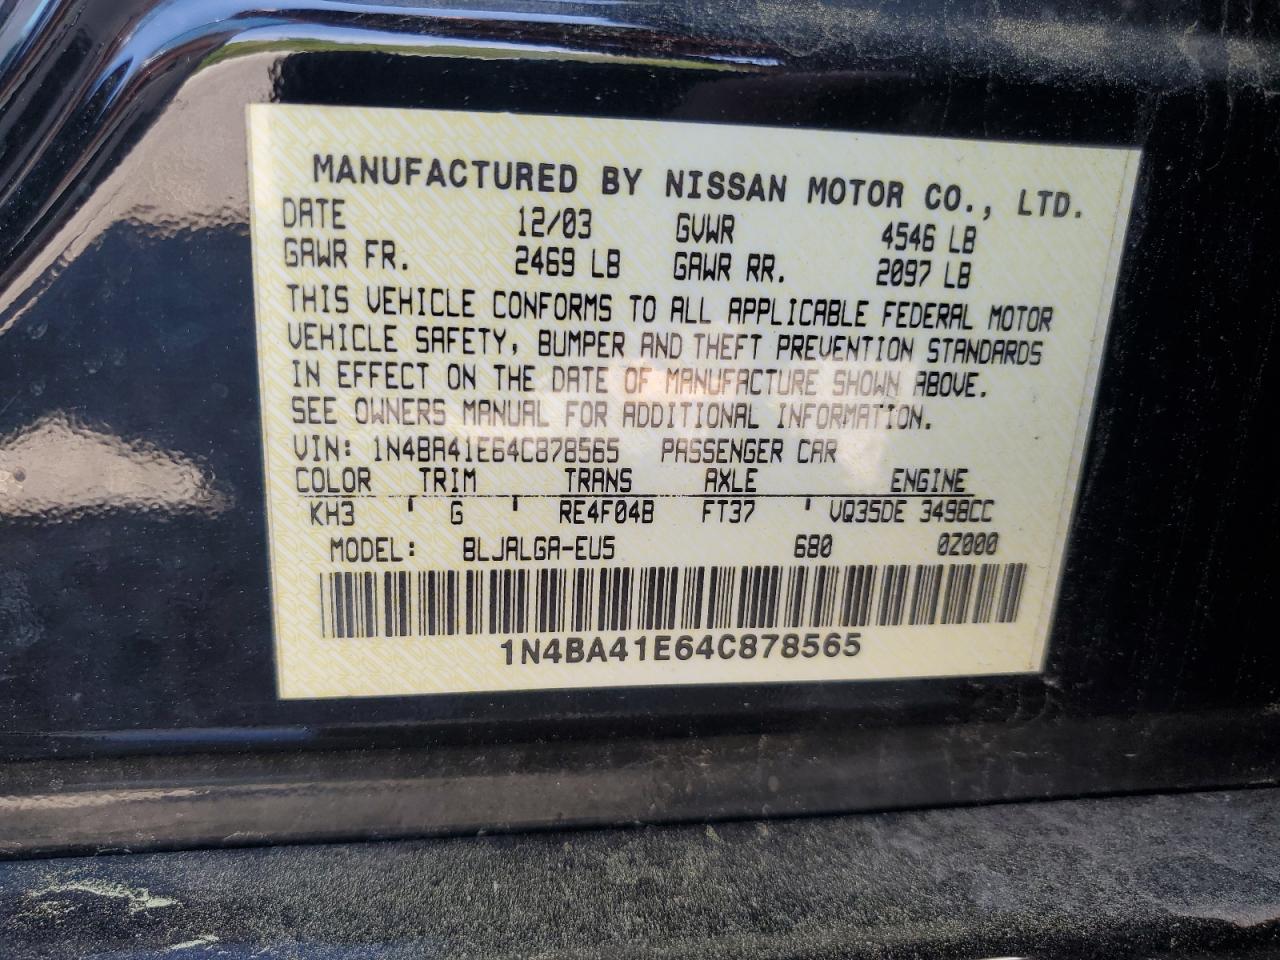 MANUFACTURED BY NISSAN MOTOR CO., LTD.
DATE 12/03 GVWR 4546 LB
GAWR FR. 2469 LB GAWR RR. 2097 LB
THIS VEHICLE CONFORMS TO ALL APPLICABLE FEDERAL MOTOR
VEHICLE SAFETY, BUMPER AND THEFT PREVENTION STANDARDS
IN EFFECT ON THE DATE OF MANUFACTURE SHOWN ABOVE.
SEE OWNERS MANUAL FOR ADDITIONAL INFORMATION.
VIN: 1N4BA41E64C878565 PASSENGER CAR
COLOR TRIM TRANS AXLE ENGINE
KH3 ' G ' RE4F04B FT37 ' VQ35DE 3498CC
MODEL: BLJALGA-EUS 680 0Z000
1N4BA41E64C878565